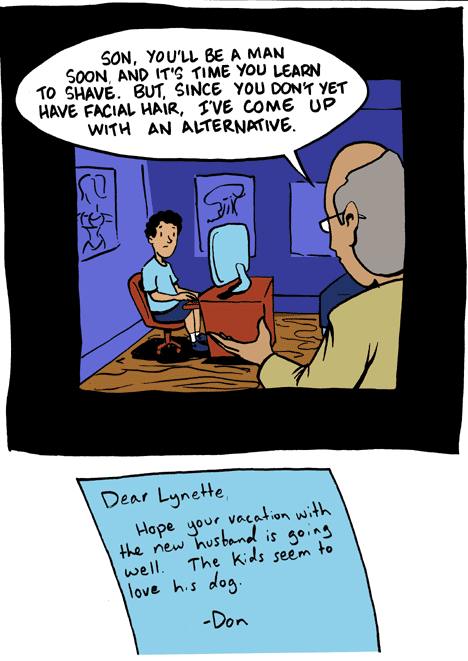 SON, YOU'LL BE A MAN
SOON, AND IT'S TIME YOU LEARN
TO SHAVE. BUT, SINCE YOU DON'T YET
HAVE FACIAL HAIR, I'VE COME UP
WITH AN ALTERNATIVE.
Dear Lynette,
Hope your vacation with
the new husband is going
well. The kids seem to
love his dog.
-Don